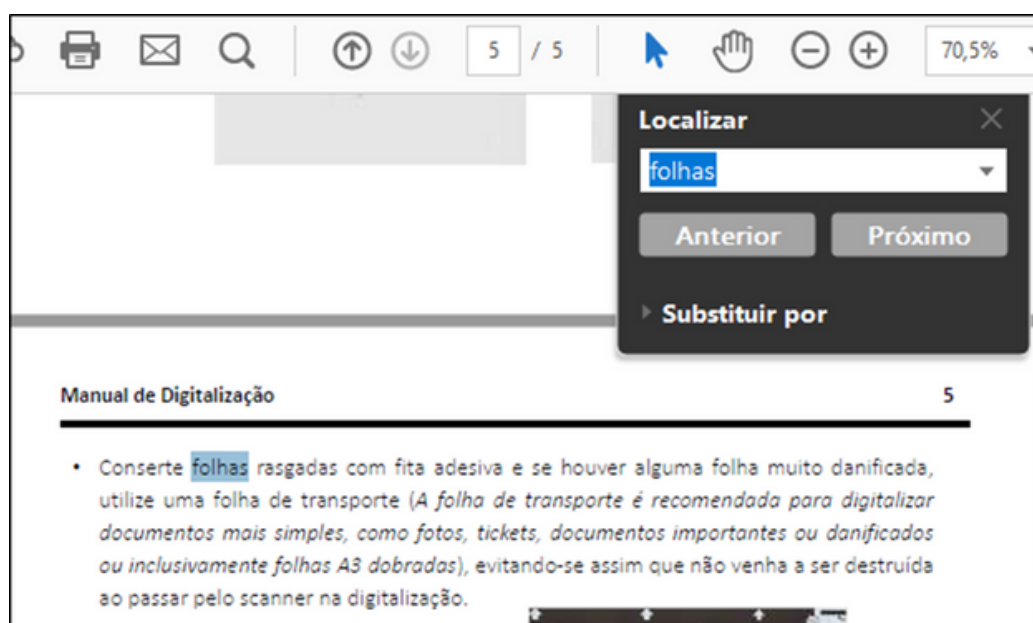 5 / 5 70,5%
Localizar
folhas
Anterior Próximo
Substituir por
Manual de Digitalização 5
• Conserte folhas rasgadas com fita adesiva e se houver alguma folha muito danificada,
utilize uma folha de transporte (A folha de transporte é recomendada para digitalizar
documentos mais simples, como fotos, tickets, documentos importantes ou danificados
ou inclusivamente folhas A3 dobradas), evitando-se assim que não venha a ser destruída
ao passar pelo scanner na digitalização.